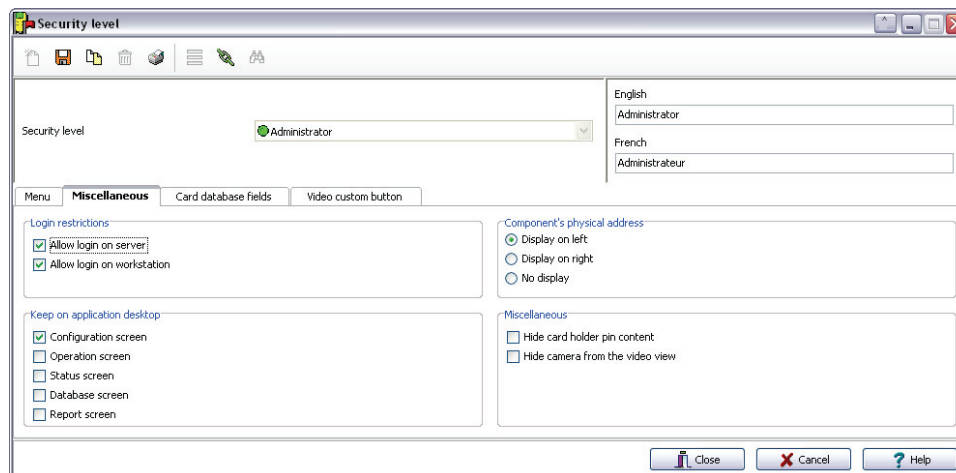 Security level
English
Administrator
Security level
Administrator
French
Administrateur
Menu
Miscellaneous
Card database fields
Video custom button
Login restrictions
Allow login on server
Allow login on workstation
Component's physical address
Display on left
Display on right
No display
Keep on application desktop
Configuration screen
Operation screen
Status screen
Database screen
Report screen
Miscellaneous
Hide card holder pin content
Hide camera from the video view
Close
Cancel
Help